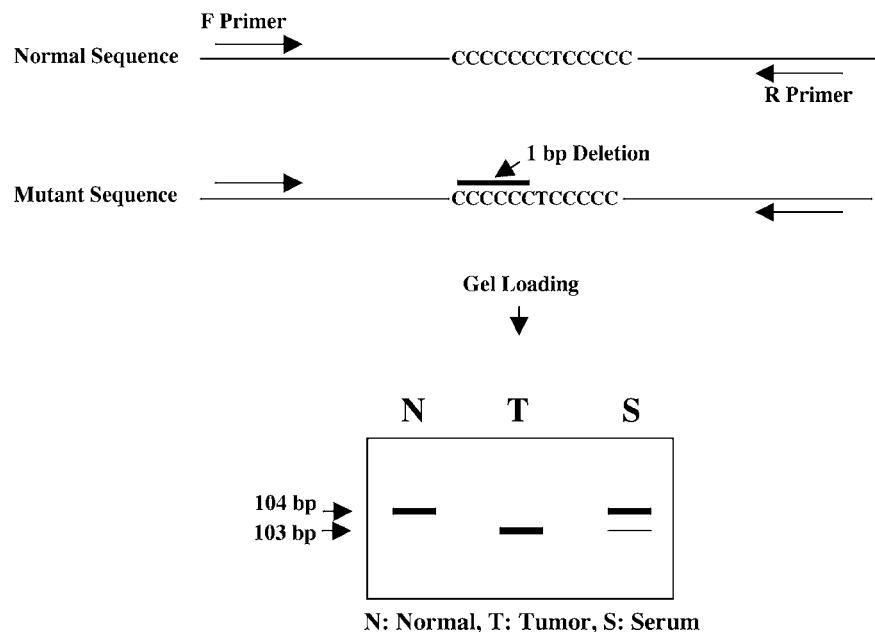 F Primer
Normal Sequence
CCCCCCCTCCCCC
R Primer
1 bp Deletion
Mutant Sequence
CCCCCCTCCCCC
Gel Loading
N T S
104 bp
103 bp
N: Normal, T: Tumor, S: Serum